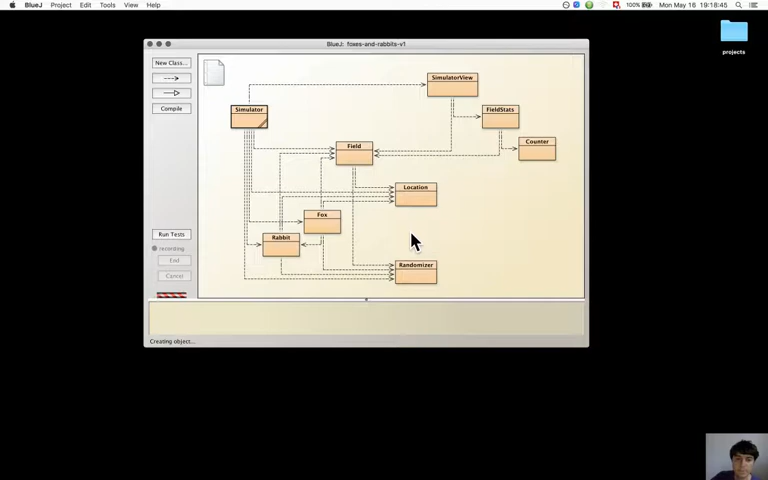 BlueJ Project Edit Tools View Help 100% Mon May 16 19:18:45
projects
BlueJ: foxes-and-rabbits-v1
New Class...
Compile
Run Tests
recording
End
Cancel
Simulator
SimulatorView
FieldStats
Counter
Field
Location
Fox
Rabbit
Randomizer
Creating object...